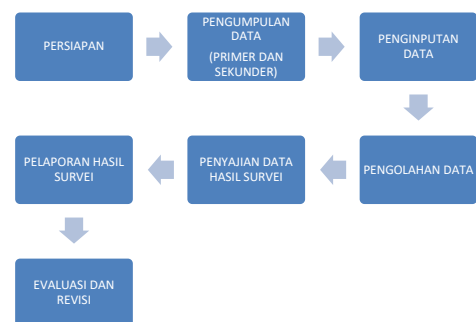 PERSIAPAN
PENGUMPULAN
DATA
(PRIMER DAN
SEKUNDER)
PENGINPUTAN
DATA
PENGOLAHAN DATA
PENYAJIAN DATA
HASIL SURVEI
PELAPORAN HASIL
SURVEI
EVALUASI DAN
REVISI